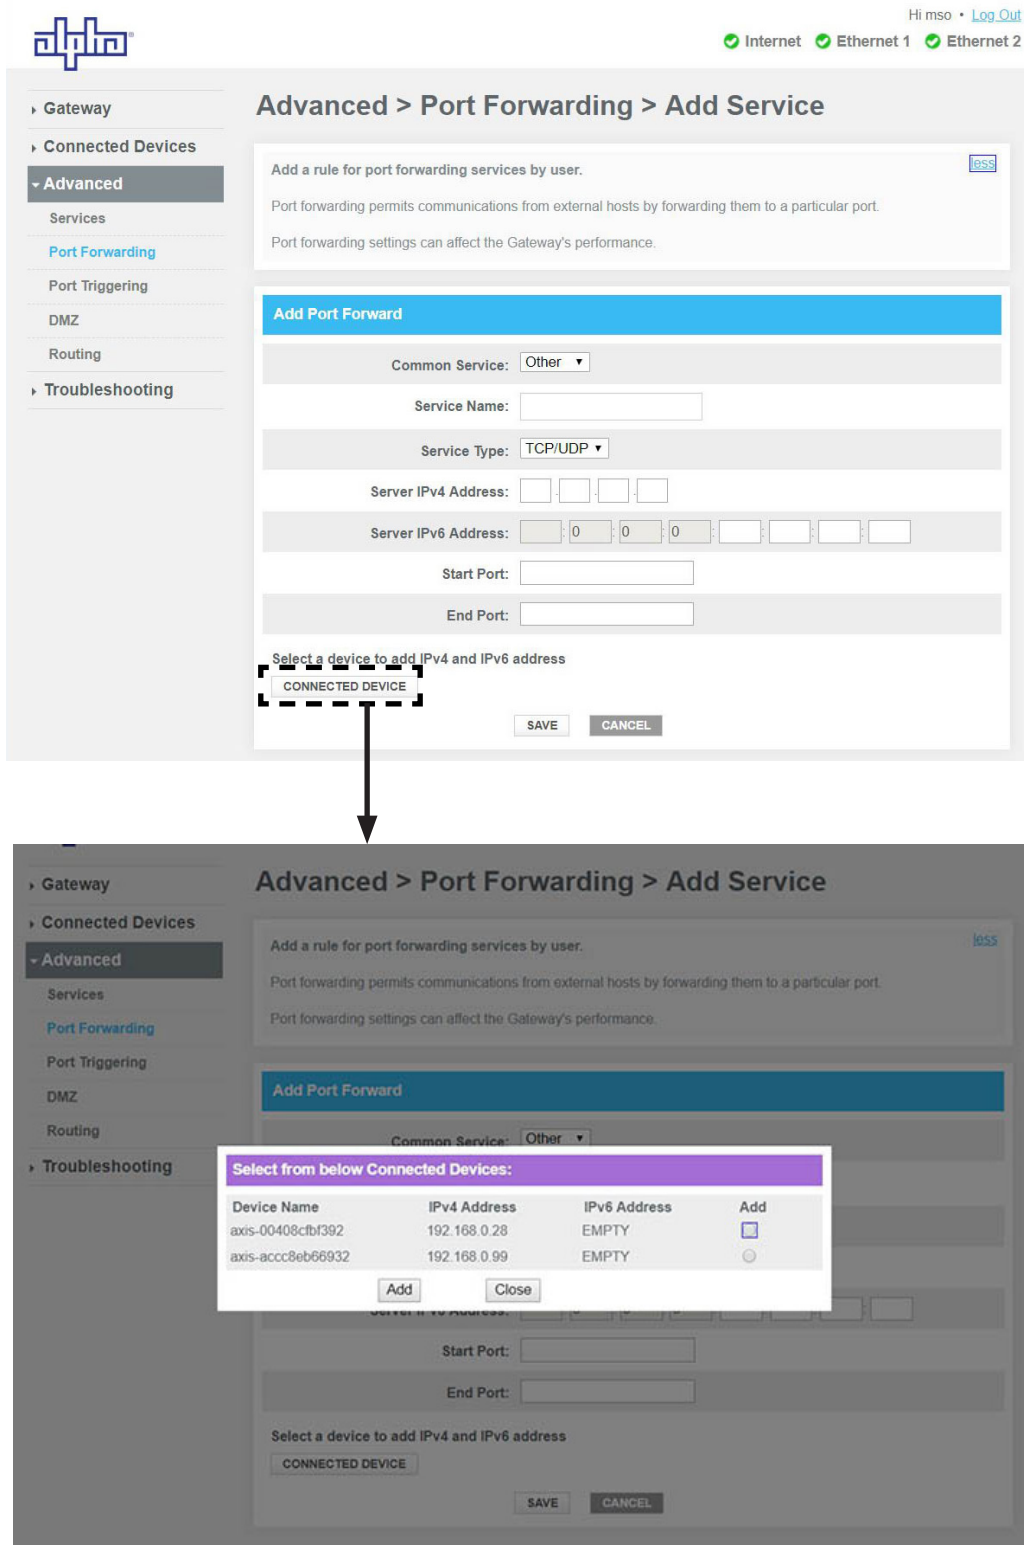 Hi mso • Log Out
alpha
Internet Ethernet 1 Ethernet 2
Gateway
Connected Devices
Advanced
Services
Port Forwarding
Port Triggering
DMZ
Routing
Troubleshooting
Advanced > Port Forwarding > Add Service
Add a rule for port forwarding services by user.
less
Port forwarding permits communications from external hosts by forwarding them to a particular port.
Port forwarding settings can affect the Gateway's performance.
Add Port Forward
Common Service: Other
Service Name:
Service Type: TCP/UDP
Server IPv4 Address: . . .
Server IPv6 Address: : 0 : 0 : 0 : : : :
Start Port:
End Port:
Select a device to add IPv4 and IPv6 address
CONNECTED DEVICE
SAVE CANCEL
Gateway
Connected Devices
Advanced
Services
Port Forwarding
Port Triggering
DMZ
Routing
Troubleshooting
Advanced > Port Forwarding > Add Service
Add a rule for port forwarding services by user.
less
Port forwarding permits communications from external hosts by forwarding them to a particular port.
Port forwarding settings can affect the Gateway's performance.
Add Port Forward
Common Service: Other
Select from below Connected Devices:
Device Name IPv4 Address IPv6 Address Add
axis-00408cfbf392 192.168.0.28 EMPTY
axis-accc8eb66932 192.168.0.99 EMPTY
Add Close
Server IPv6 Address:
Start Port:
End Port:
Select a device to add IPv4 and IPv6 address
CONNECTED DEVICE
SAVE CANCEL